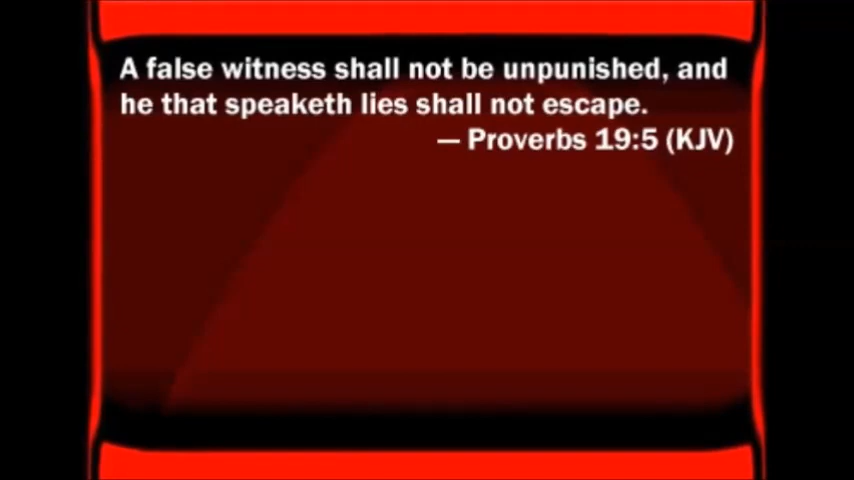 A false witness shall not be unpunished, and
he that speaketh lies shall not escape.
— Proverbs 19:5 (KJV)